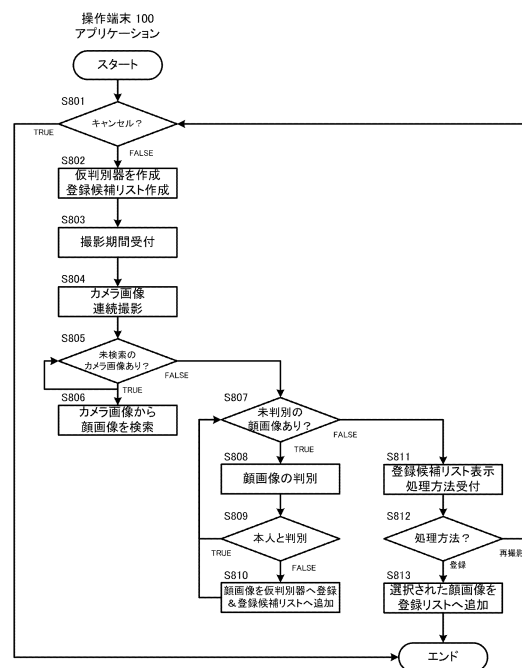 操作端末 100
アプリケーション
スタート
S801
キャンセル？
TRUE
FALSE
S802
仮判別器を作成
登録候補リスト作成
S803
撮影期間受付
S804
カメラ画像
連続撮影
S805
未検索の
カメラ画像あり？
FALSE
TRUE
S806
カメラ画像から
顔画像を検索
S807
未判別の
顔画像あり？
FALSE
TRUE
S808
顔画像の判別
S809
本人と判別
TRUE
FALSE
S810
顔画像を仮判別器へ登録
＆登録候補リストへ追加
S811
登録候補リスト表示
処理方法受付
S812
処理方法？
再撮影
登録
S813
選択された顔画像を
登録リストへ追加
エンド